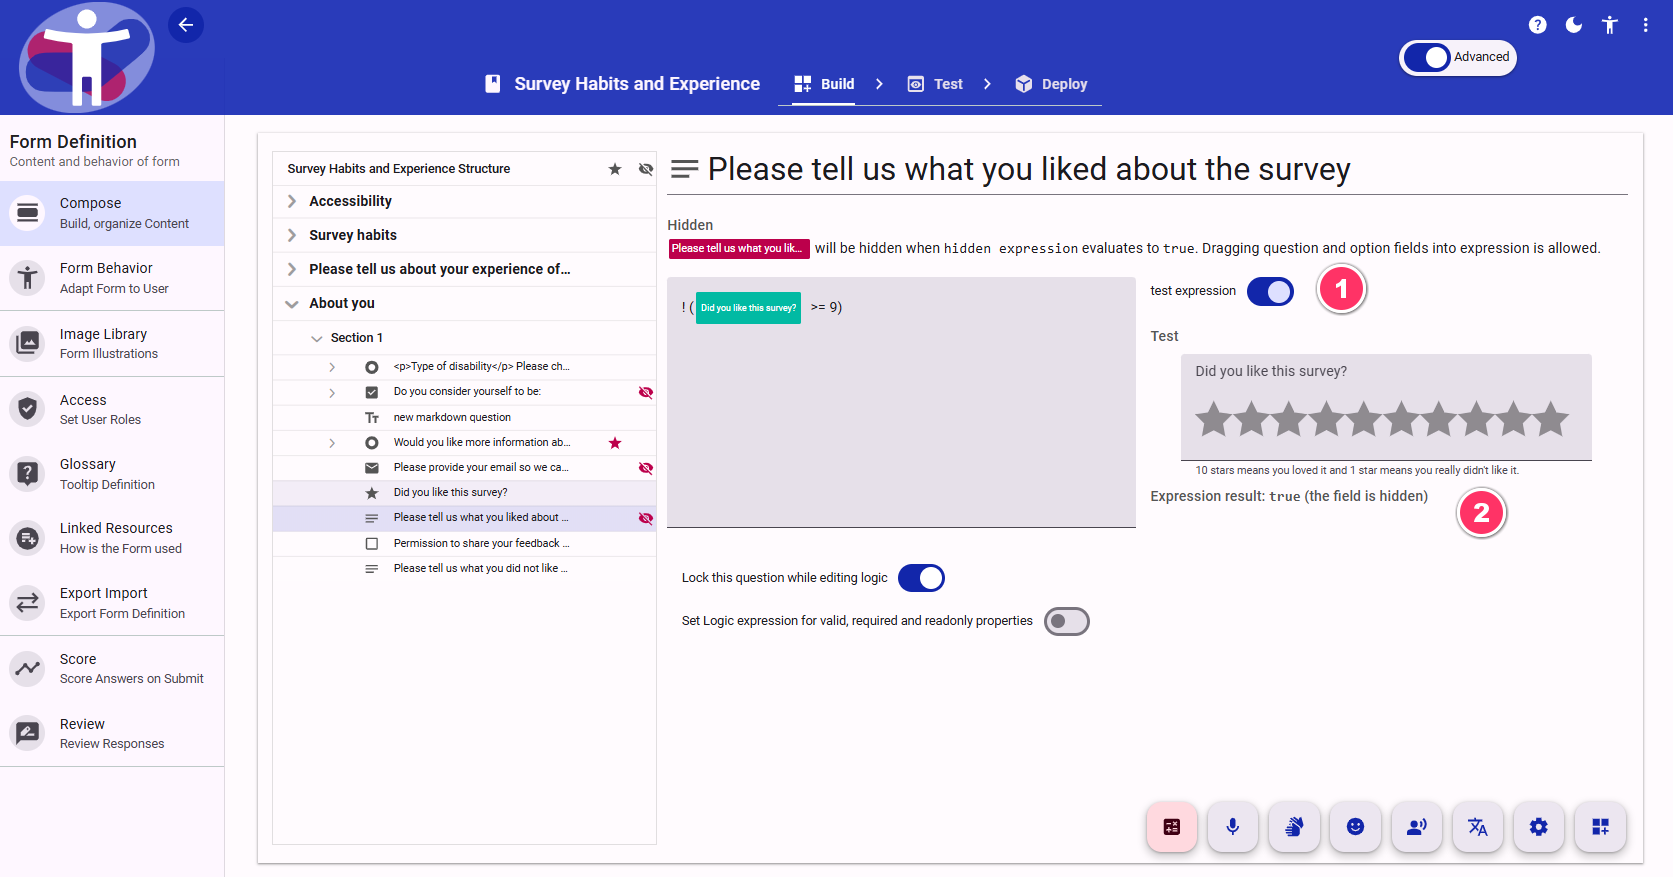 Advanced
Survey Habits and Experience
Build
Test
Deploy
Form Definition
Content and behavior of form
Compose
Build, organize Content
Form Behavior
Adapt Form to User
Image Library
Form Illustrations
Access
Set User Roles
Glossary
Tooltip Definition
Linked Resources
How is the Form used
Export Import
Export Form Definition
Score
Score Answers on Submit
Review
Review Responses
Survey Habits and Experience Structure
Accessibility
Survey habits
Please tell us about your experience of...
About you
Section 1
<p>Type of disability</p> Please ch...
Do you consider yourself to be:
new markdown question
Would you like more information ab...
Please provide your email so we ca...
Did you like this survey?
Please tell us what you liked about ...
Permission to share your feedback ...
Please tell us what you did not like ...
Please tell us what you liked about the survey
Hidden
Please tell us what you lik... will be hidden when hidden expression evaluates to true. Dragging question and option fields into expression is allowed.
! ( Did you like this survey? >= 9)
test expression
1
Test
Did you like this survey?
10 stars means you loved it and 1 star means you really didn't like it.
Expression result: true (the field is hidden)
2
Lock this question while editing logic
Set Logic expression for valid, required and readonly properties